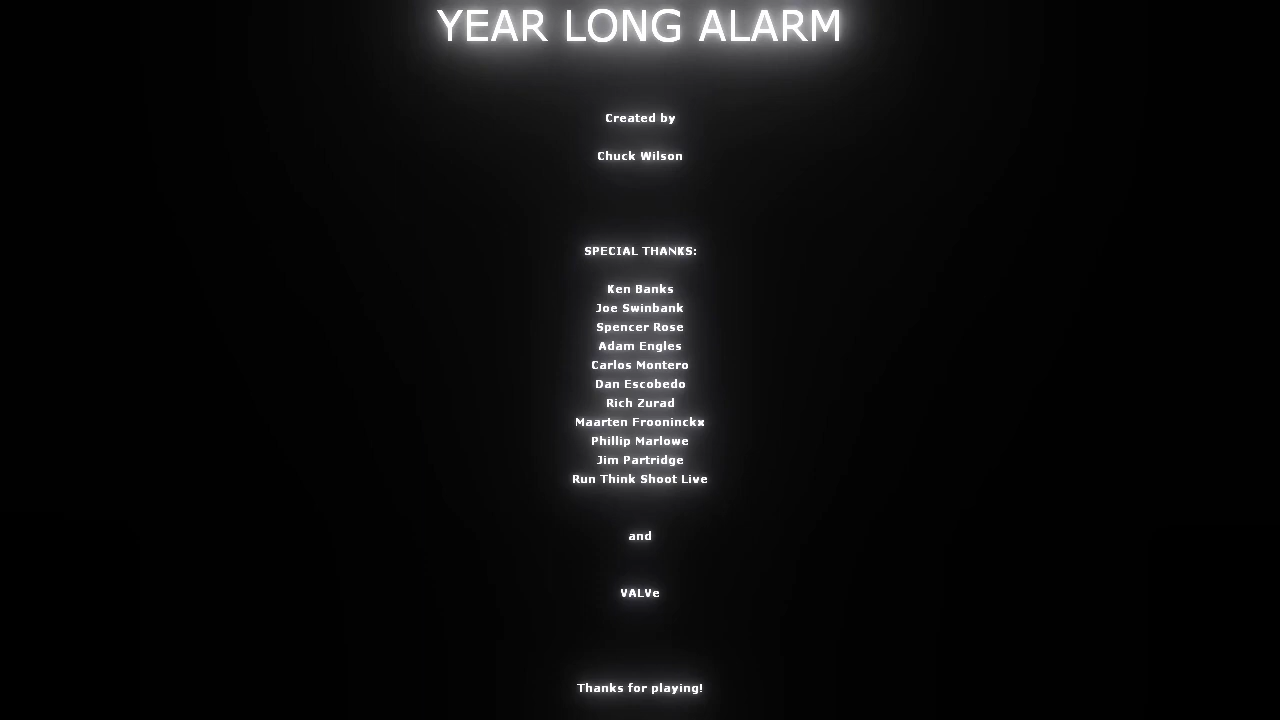 YEAR LONG ALARM
Created by
Chuck Wilson
SPECIAL THANKS:
Ken Banks
Joe Swinbank
Spencer Rose
Adam Engles
Carlos Montero
Dan Escobedo
Rich Zurad
Maarten Frooninckx
Phillip Marlowe
Jim Partridge
Run Think Shoot Live
and
VALVe
Thanks for playing!